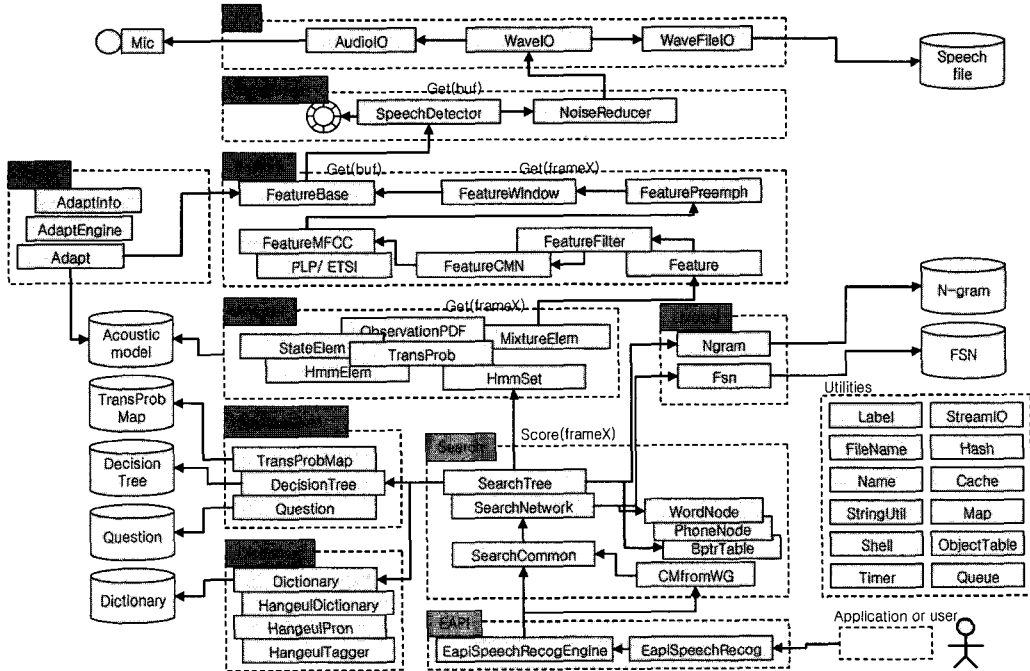 Mic
AudioIO
WaveIO
WaveFileIO
Speech
file
Get(buf)
SpeechDetector
NoiseReducer
Get(buf)
Get(frameX)
FeatureBase
FeatureWindow
FeaturePreemph
AdaptInfo
AdaptEngine
Adapt
FeatureMFCC
FeatureFilter
PLP/ ETSI
FeatureCMN
Feature
Get(frameX)
Acoustic
model
ObservationPDF
StateElem
MixtureElem
TransProb
HmmElem
HmmSet
Ngram
Fsn
N-gram
FSN
Utilities
Label
StreamIO
FileName
Hash
Name
Cache
StringUtil
Map
Shell
ObjectTable
Timer
Queue
TransProb
Map
Decision
Tree
Question
Dictionary
TransProbMap
DecisionTree
Question
Score(frameX)
Search
SearchTree
SearchNetwork
WordNode
PhoneNode
BptrTable
SearchCommon
CMfromWG
Dictionary
HangeulDictionary
HangeulPron
HangeulTagger
EAPI
EapiSpeechRecogEngine
EapiSpeechRecog
Application or user